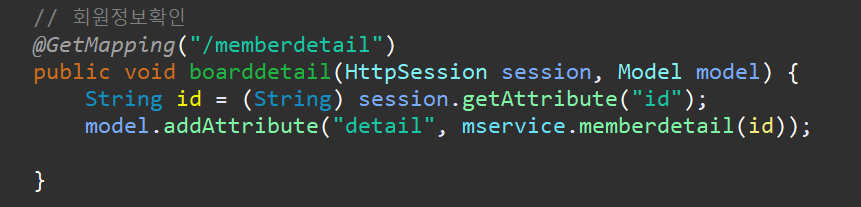 // 회원정보확인
@GetMapping("/memberdetail")
public void boarddetail(HttpSession session, Model model) {
String id = (String) session.getAttribute("id");
model.addAttribute("detail", mservice.memberdetail(id));
}